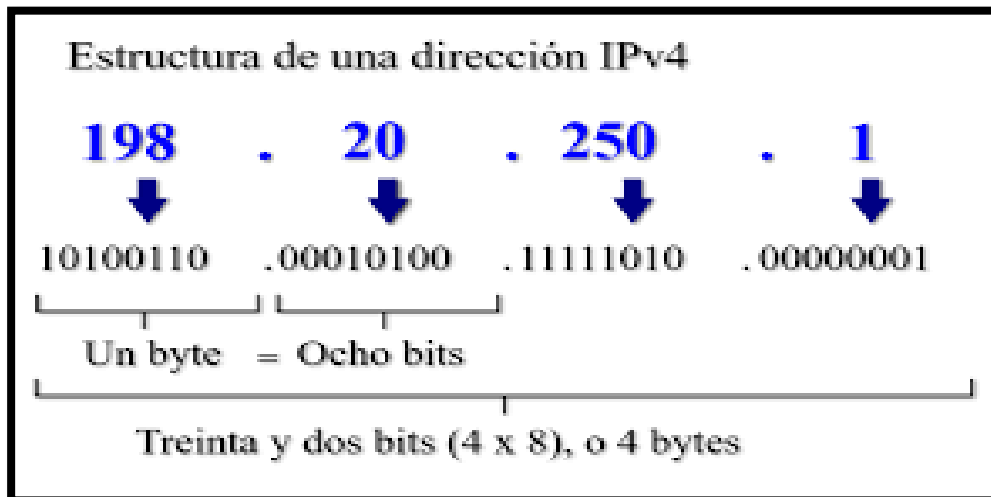 Estructura de una dirección IPv4
198 . 20 . 250 . 1
10100110 .00010100 .11111010 .00000001
Un byte = Ocho bits
Treinta y dos bits (4 x 8), o 4 bytes